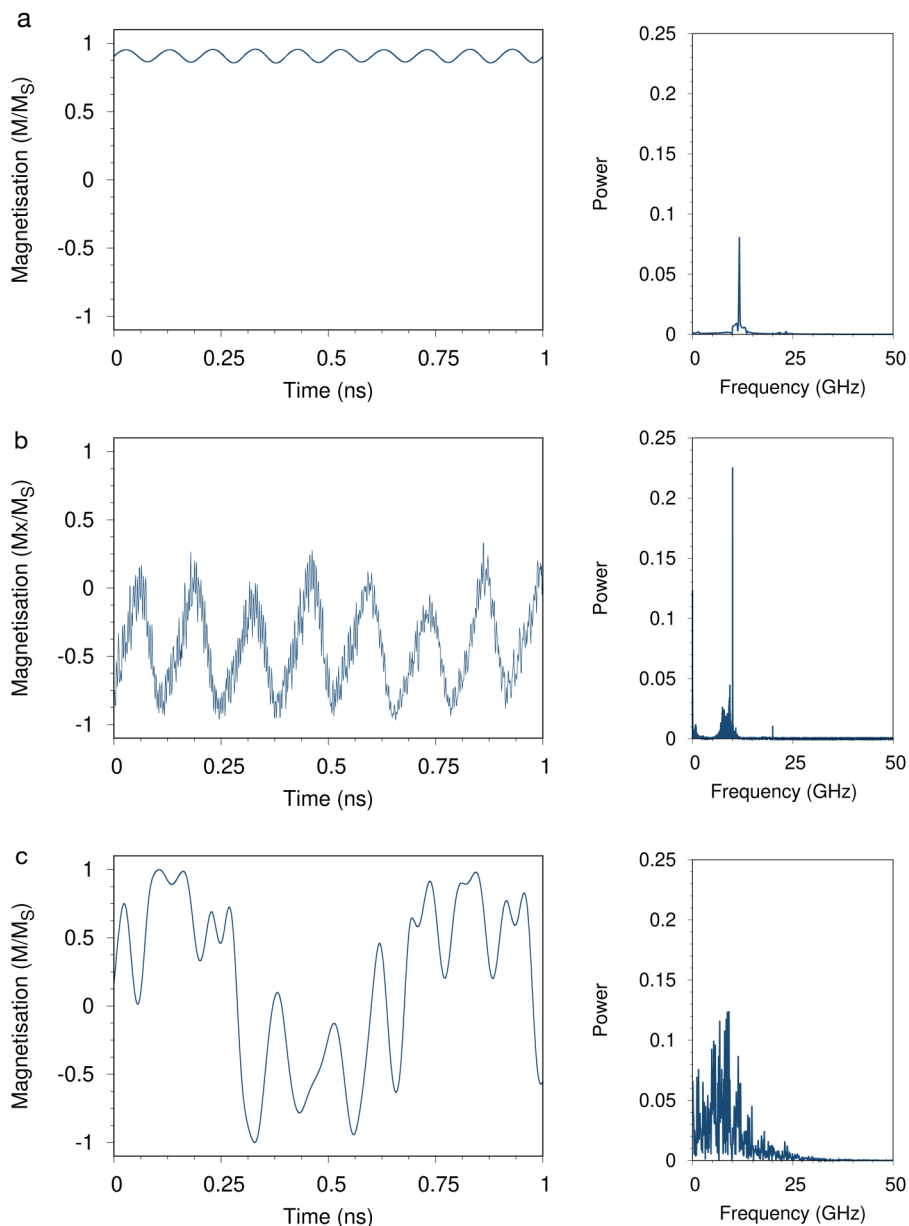 a
Magnetisation (M/MS)
1
0.5
0
-0.5
-1
0 0.25 0.5 0.75 1
Time (ns)
Power
0.25
0.2
0.15
0.1
0.05
0
0 25 50
Frequency (GHz)
b
Magnetisation (Mx/MS)
1
0.5
0
-0.5
-1
0 0.25 0.5 0.75 1
Time (ns)
Power
0.25
0.2
0.15
0.1
0.05
0
0 25 50
Frequency (GHz)
c
Magnetisation (M/MS)
1
0.5
0
-0.5
-1
0 0.25 0.5 0.75 1
Time (ns)
Power
0.25
0.2
0.15
0.1
0.05
0
0 25 50
Frequency (GHz)